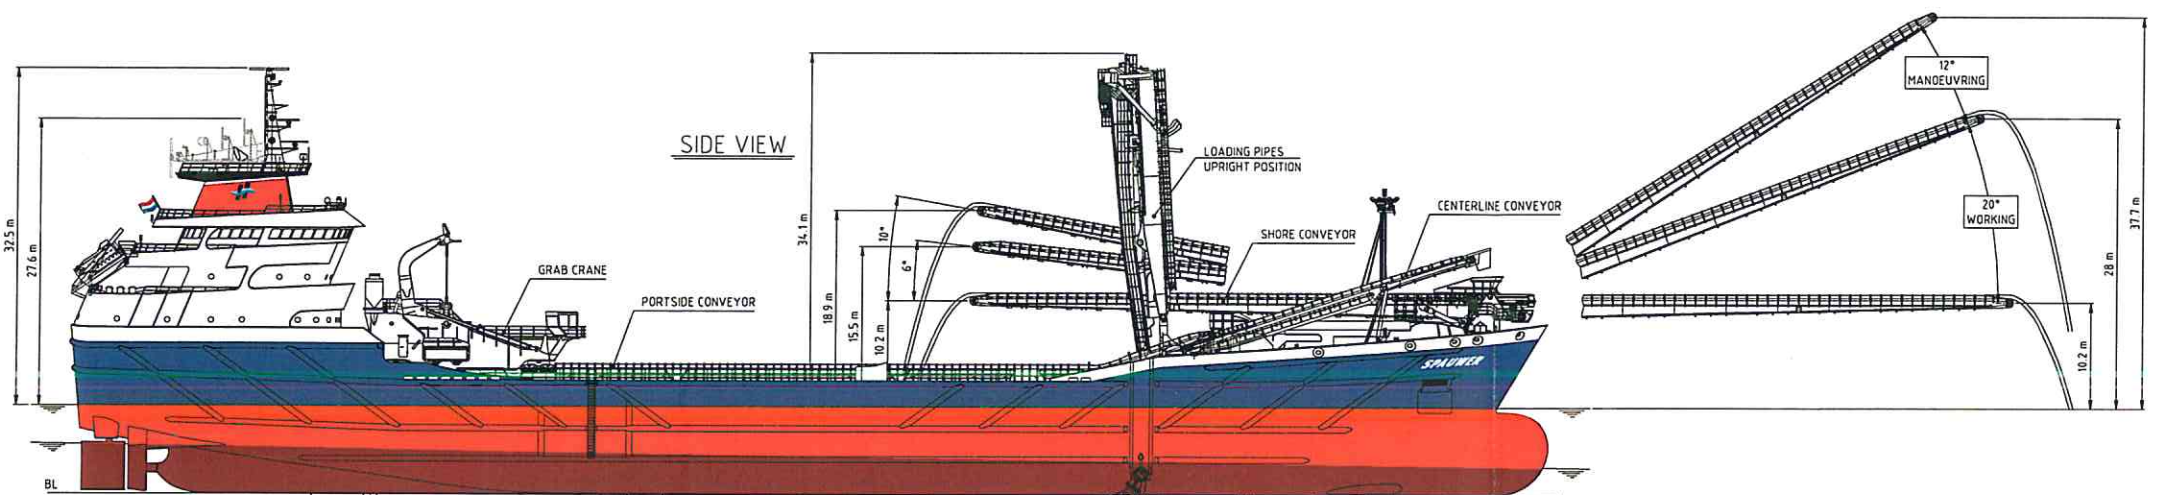 SIDE VIEW
32.5 m
27.6 m
34.1 m
18.9 m
15.5 m
10.2 m
10°
6°
LOADING PIPES
UPRIGHT POSITION
CENTERLINE CONVEYOR
SHORE CONVEYOR
GRAB CRANE
PORTSIDE CONVEYOR
SPAUWER
12°
MANOEUVRING
20°
WORKING
37.7 m
28 m
10.2 m
BL